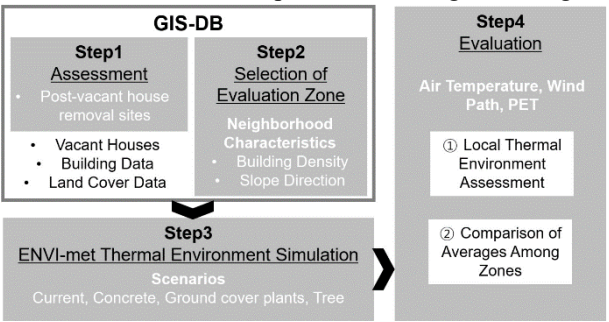 GIS-DB
Step1
Assessment
• Post-vacant house
removal sites
• Vacant Houses
• Building Data
• Land Cover Data
Step2
Selection of
Evaluation Zone
Neighborhood
Characteristics
• Building Density
• Slope Direction
Step3
ENVI-met Thermal Environment Simulation
Scenarios
Current, Concrete, Ground cover plants, Tree
Step4
Evaluation
Air Temperature, Wind
Path, PET
① Local Thermal
Environment
Assessment
② Comparison of
Averages Among
Zones